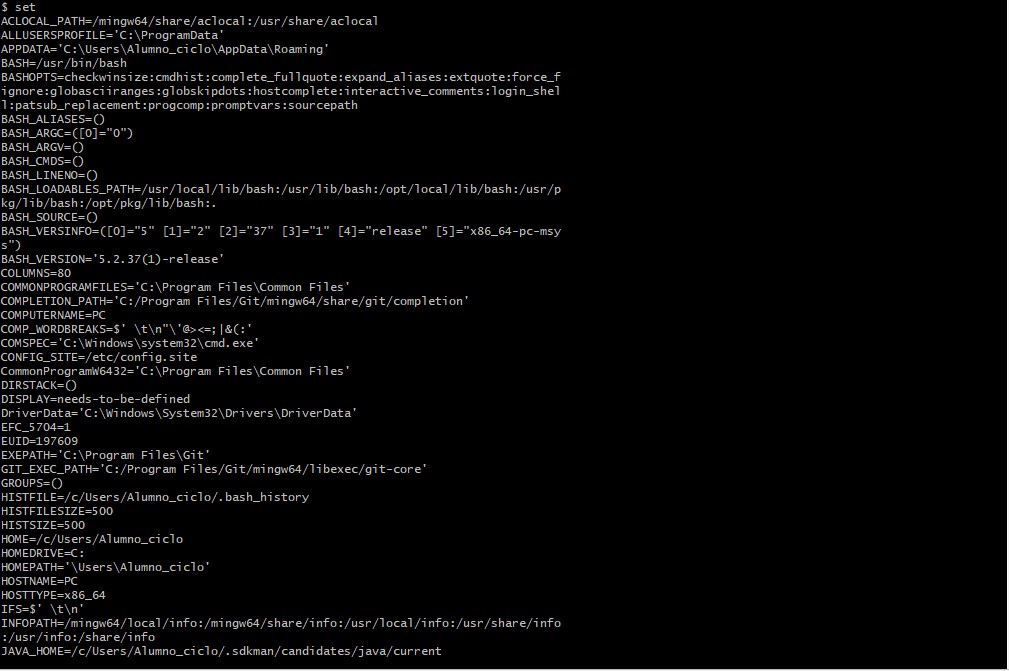 $ set
ACLOCAL_PATH=/mingw64/share/aclocal:/usr/share/aclocal
ALLUSERSPROFILE='C:\ProgramData'
APPDATA='C:\Users\Alumno_ciclo\AppData\Roaming'
BASH=/usr/bin/bash
BASHOPTS=checkwinsize:cmdhist:complete_fullquote:expand_aliases:extquote:force_f
ignore:globasciiranges:globskipdots:hostcomplete:interactive_comments:login_shel
l:patsub_replacement:progcomp:promptvars:sourcepath
BASH_ALIASES=()
BASH_ARGC=([0]="0")
BASH_ARGV=()
BASH_CMDS=()
BASH_LINENO=()
BASH_LOADABLES_PATH=/usr/local/lib/bash:/usr/lib/bash:/opt/local/lib/bash:/usr/p
kg/lib/bash:/opt/pkg/lib/bash:.
BASH_SOURCE=()
BASH_VERSINFO=([0]="5" [1]="2" [2]="37" [3]="1" [4]="release" [5]="x86_64-pc-msy
s")
BASH_VERSION='5.2.37(1)-release'
COLUMNS=80
COMMONPROGRAMFILES='C:\Program Files\Common Files'
COMPLETION_PATH='C:/Program Files/Git/mingw64/share/git/completion'
COMPUTERNAME=PC
COMP_WORDBREAKS=$' \t\n"\'@><=;|&(:'
COMSPEC='C:\Windows\system32\cmd.exe'
CONFIG_SITE=/etc/config.site
CommonProgramW6432='C:\Program Files\Common Files'
DIRSTACK=()
DISPLAY=needs-to-be-defined
DriverData='C:\Windows\System32\Drivers\DriverData'
EFC_5704=1
EUID=197609
EXEPATH='C:\Program Files\Git'
GIT_EXEC_PATH='C:/Program Files/Git/mingw64/libexec/git-core'
GROUPS=()
HISTFILE=/c/Users/Alumno_ciclo/.bash_history
HISTFILESIZE=500
HISTSIZE=500
HOME=/c/Users/Alumno_ciclo
HOMEDRIVE=C:
HOMEPATH='\Users\Alumno_ciclo'
HOSTNAME=PC
HOSTTYPE=x86_64
IFS=$' \t\n'
INFOPATH=/mingw64/local/info:/mingw64/share/info:/usr/local/info:/usr/share/info
:/usr/info:/share/info
JAVA_HOME=/c/Users/Alumno_ciclo/.sdkman/candidates/java/current